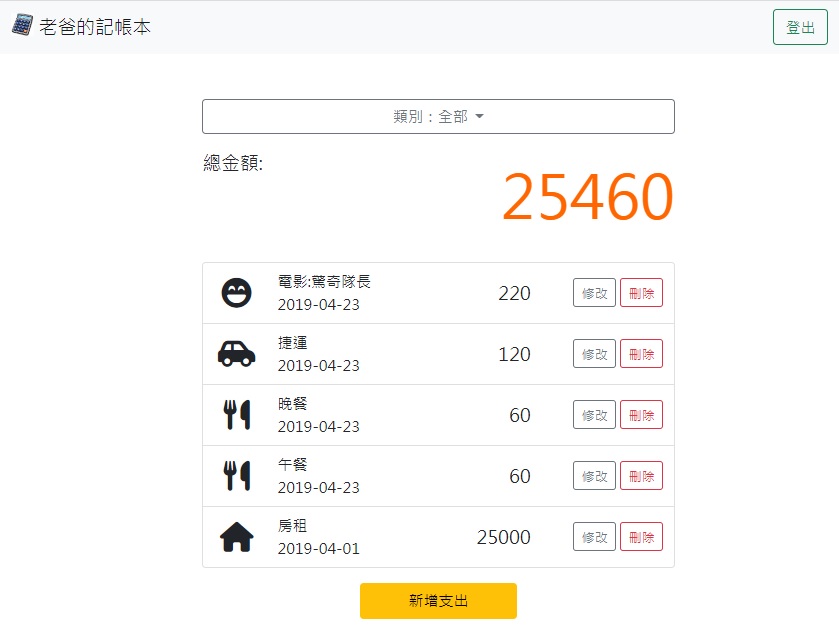 老爸的記帳本
登出
類別：全部
總金額:
25460
電影:驚奇隊長
2019-04-23
220
修改
刪除
捷運
2019-04-23
120
修改
刪除
晚餐
2019-04-23
60
修改
刪除
午餐
2019-04-23
60
修改
刪除
房租
2019-04-01
25000
修改
刪除
新增支出